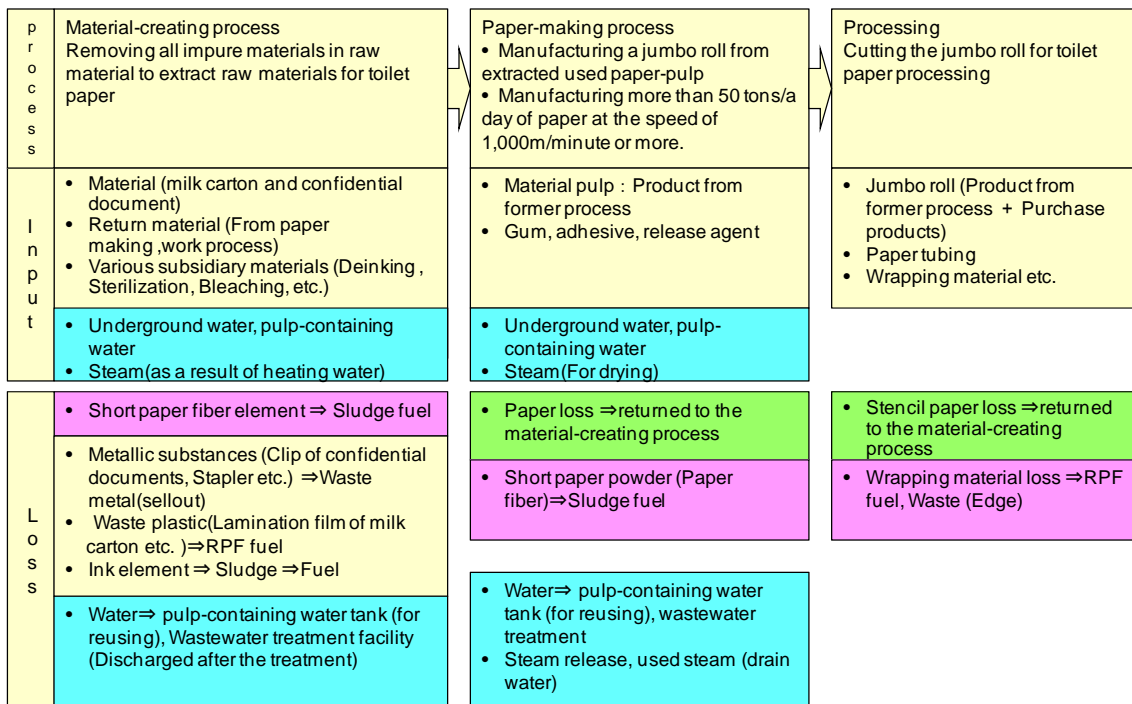 process
Material-creating process
Removing all impure materials in raw
material to extract raw materials for toilet
paper
Paper-making process
• Manufacturing a jumbo roll from
extracted used paper-pulp
• Manufacturing more than 50 tons/a
day of paper at the speed of
1,000m/minute or more.
Processing
Cutting the jumbo roll for toilet
paper processing
Input
• Material (milk carton and confidential
document)
• Return material (From paper
making ,work process)
• Various subsidiary materials (Deinking ,
Sterilization, Bleaching, etc.)
• Underground water, pulp-containing
water
• Steam(as a result of heating water)
• Material pulp : Product from
former process
• Gum, adhesive, release agent
• Underground water, pulp-
containing water
• Steam(For drying)
• Jumbo roll (Product from
former process + Purchase
products)
• Paper tubing
• Wrapping material etc.
Loss
• Short paper fiber element ⇒ Sludge fuel
• Metallic substances (Clip of confidential
documents, Stapler etc.) ⇒Waste
metal(sellout)
• Waste plastic(Lamination film of milk
carton etc. )⇒RPF fuel
• Ink element ⇒ Sludge ⇒Fuel
• Water⇒ pulp-containing water tank (for
reusing), Wastewater treatment facility
(Discharged after the treatment)
• Paper loss ⇒returned to the
material-creating process
• Short paper powder (Paper
fiber)⇒Sludge fuel
• Water⇒ pulp-containing water
tank (for reusing), wastewater
treatment
• Steam release, used steam (drain
water)
• Stencil paper loss ⇒returned
to the material-creating
process
• Wrapping material loss ⇒RPF
fuel, Waste (Edge)